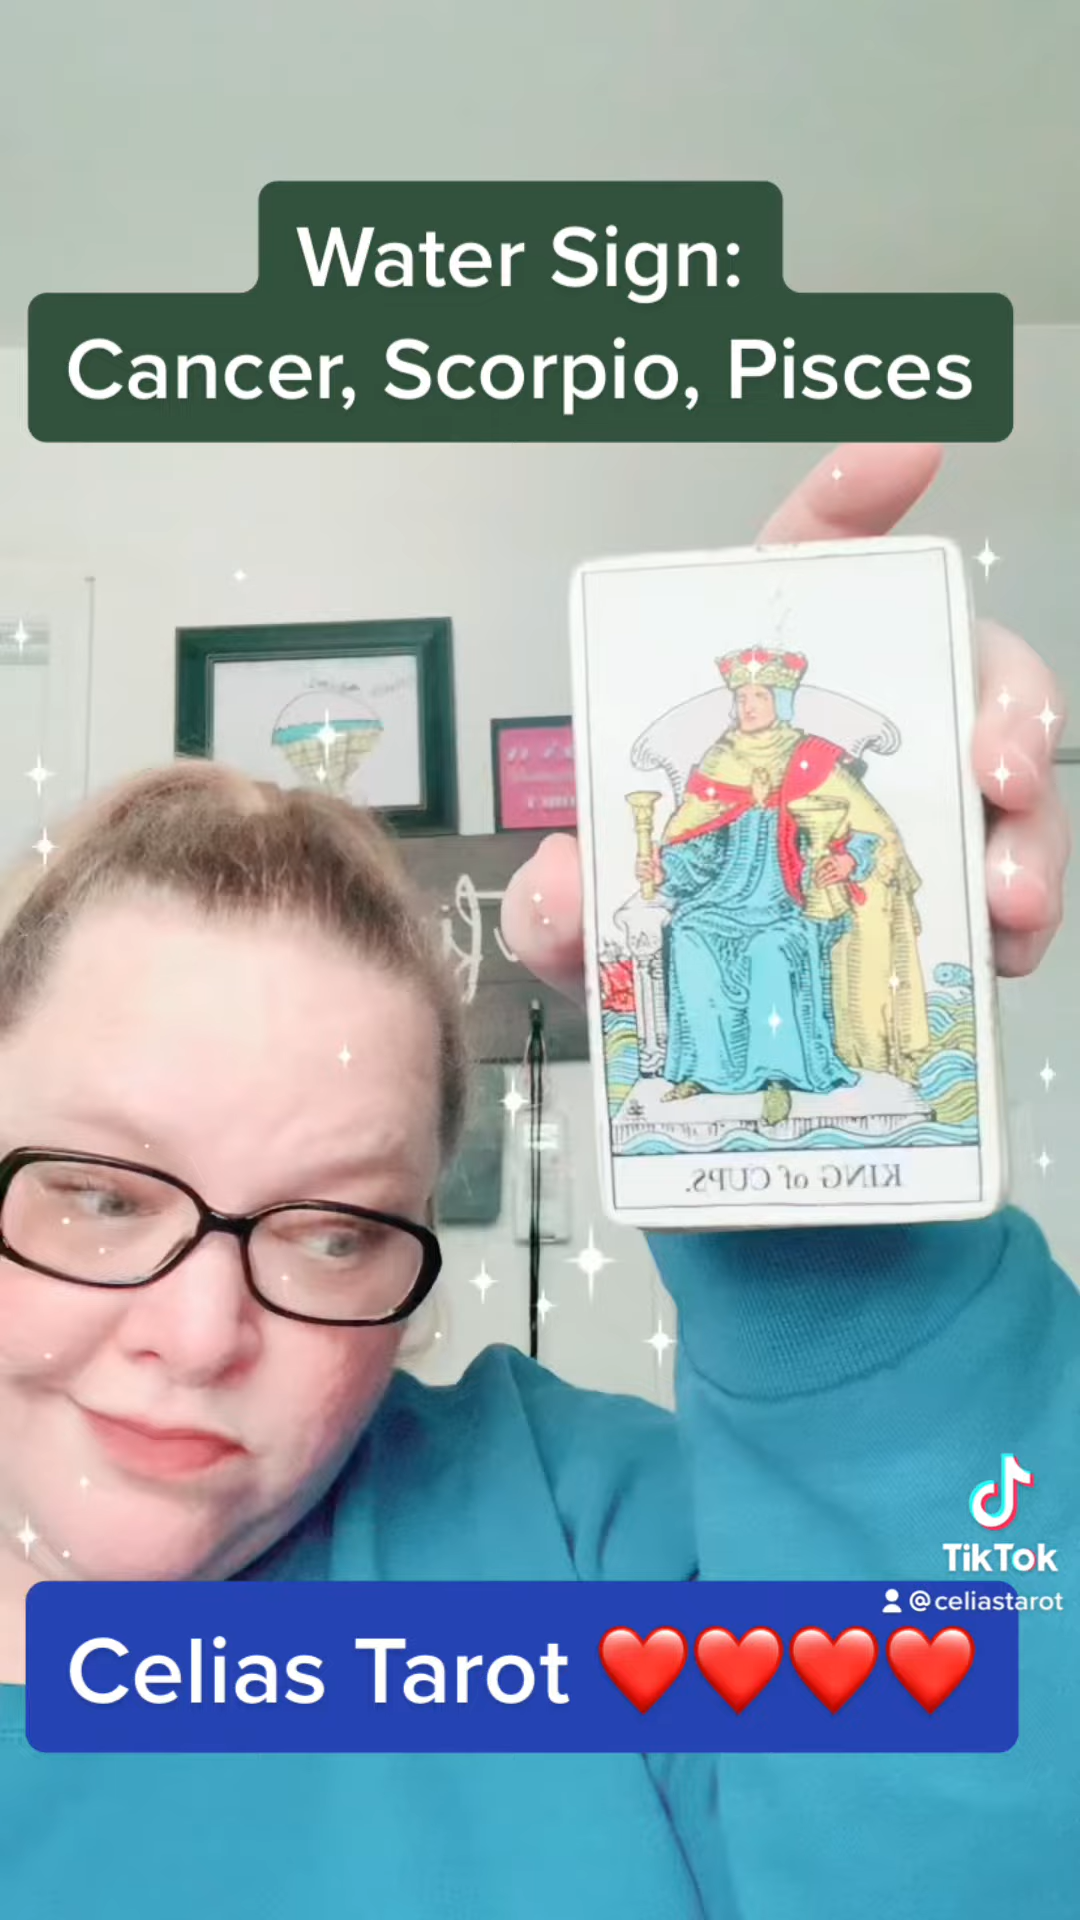 Water Sign:
Cancer, Scorpio, Pisces
KING of CUPS.
TikTok
@celiastarot
Celias Tarot ❤️❤️❤️❤️